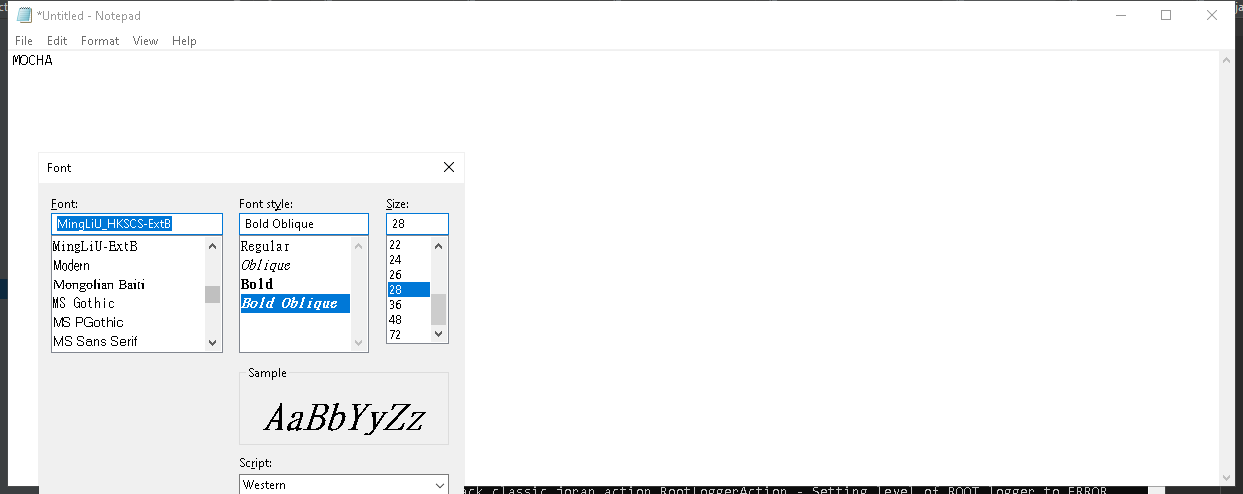 *Untitled - Notepad
File Edit Format View Help
MOCHA
Font
Font: Font style: Size:
MingLiU_HKSCS-ExtB Bold Oblique 28
MingLiU-ExtB Regular 22
Modern Oblique 24
Mongolian Baiti Bold 26
MS Gothic Bold Oblique 28
MS PGothic 36
MS Sans Serif 48
72
Sample
AaBbYyZz
Script:
Western
ack classic joran action RootLoggerAction - Setting level of ROOT logger to ERROR